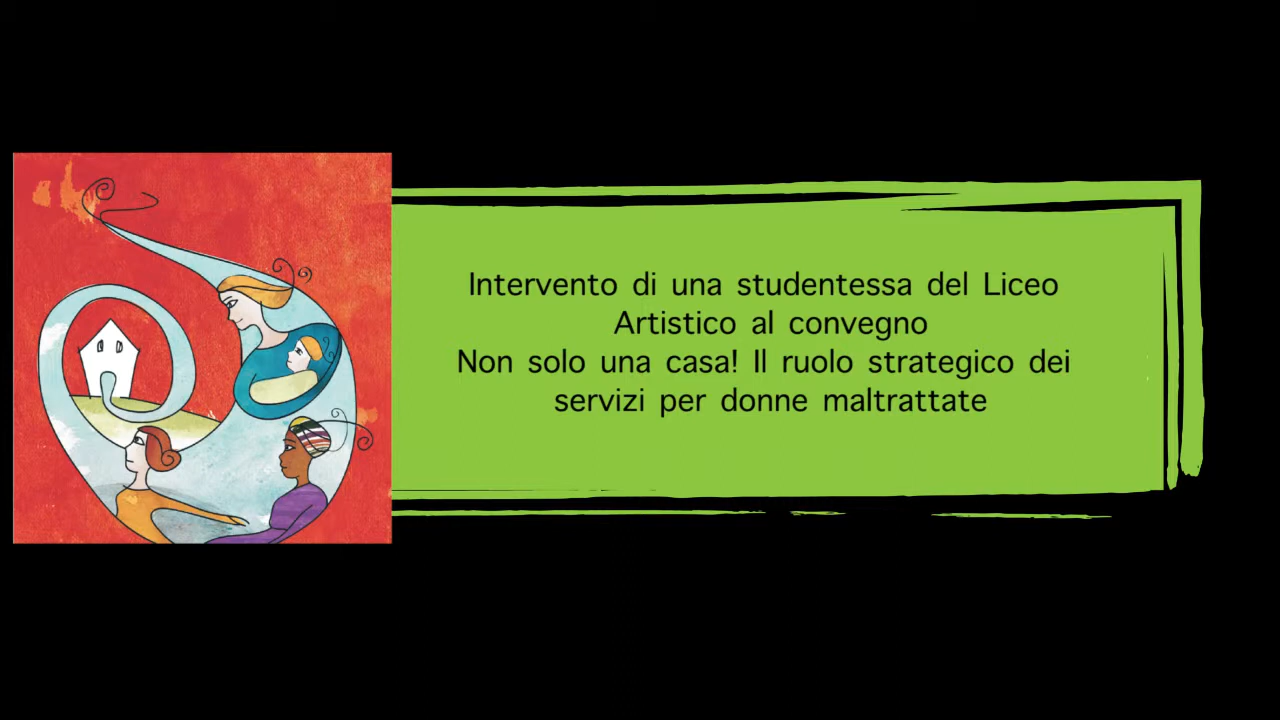 Intervento di una studentessa del Liceo
Artistico al convegno
Non solo una casa! Il ruolo strategico dei
servizi per donne maltrattate